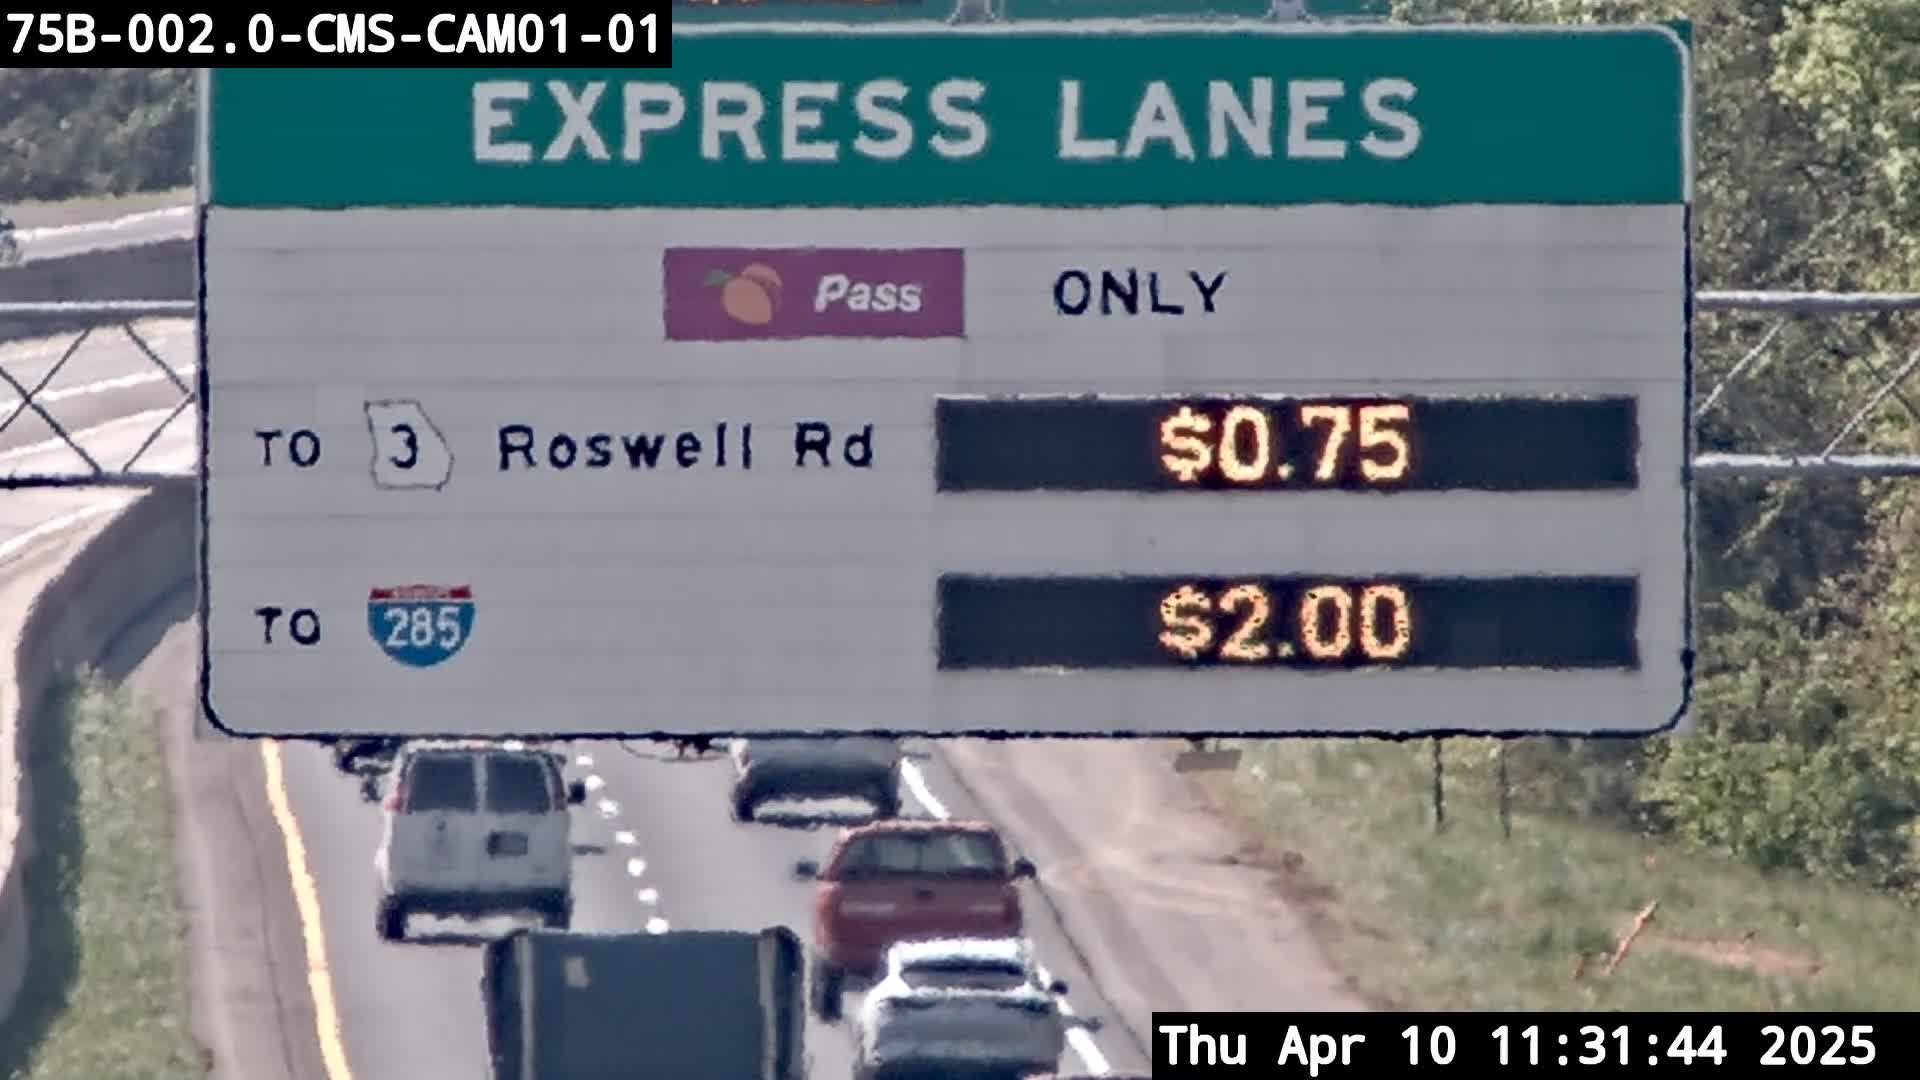 75B-002.0-CMS-CAM01-01
EXPRESS LANES
Pass ONLY
TO 3 Roswell Rd $0.75
TO 285 $2.00
Thu Apr 10 11:31:44 2025